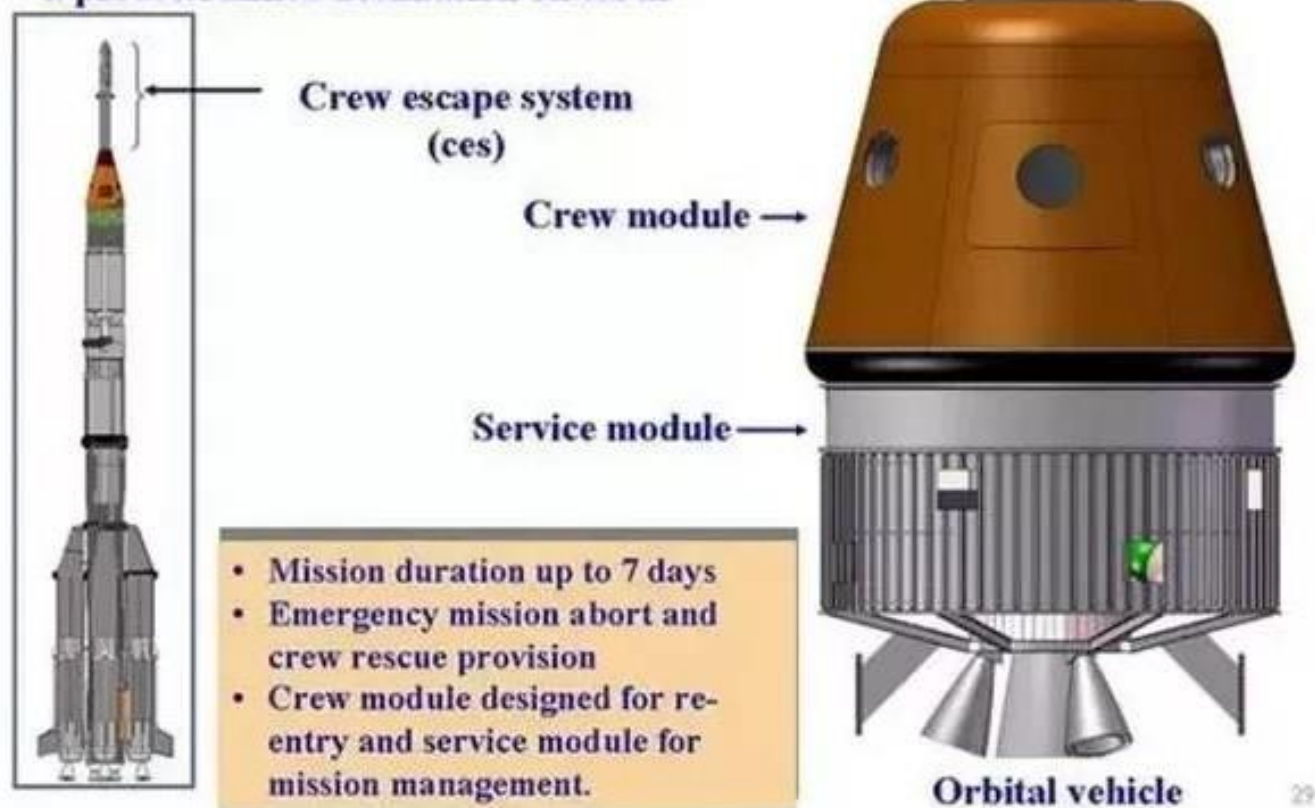 Crew escape system
(ces)
Crew module
Service module
• Mission duration up to 7 days
• Emergency mission abort and
crew rescue provision
• Crew module designed for re-
entry and service module for
mission management.
Orbital vehicle
29